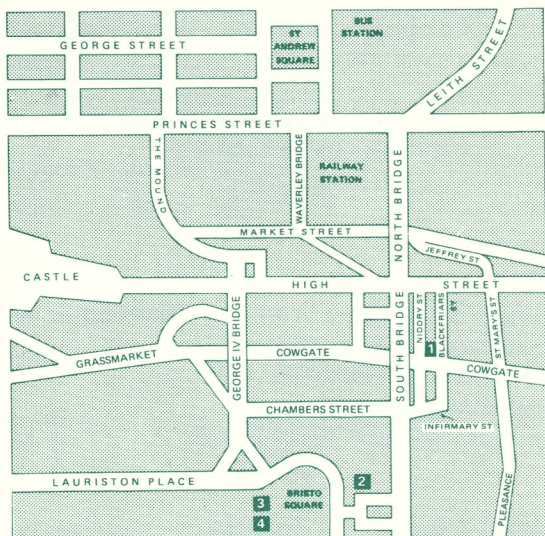 BUS
STATION
GEORGE STREET
ST
ANDREW
SQUARE
LEITH STREET
PRINCES STREET
THE MOUND
WAVERLEY BRIDGE
RAILWAY
STATION
NORTH BRIDGE
MARKET STREET
JEFFREY ST
CASTLE
HIGH STREET
GEORGE IV BRIDGE
SOUTH BRIDGE
NIDDRY ST
BLACKFRIARS
ST
ST MARY'S ST
1
GRASSMARKET
COWGATE
COWGATE
CHAMBERS STREET
INFIRMARY ST
LAURISTON PLACE
BRISTO
SQUARE
2
3
4
PLEASANCE